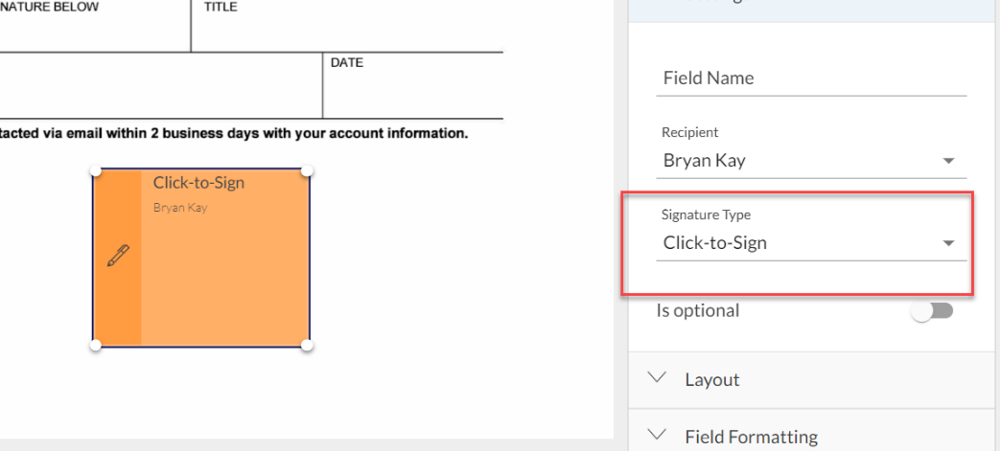 NATURE BELOW
TITLE
DATE
tacted via email within 2 business days with your account information.
Click-to-Sign
Bryan Kay
Field Name
Recipient
Bryan Kay
Signature Type
Click-to-Sign
Is optional
Layout
Field Formatting